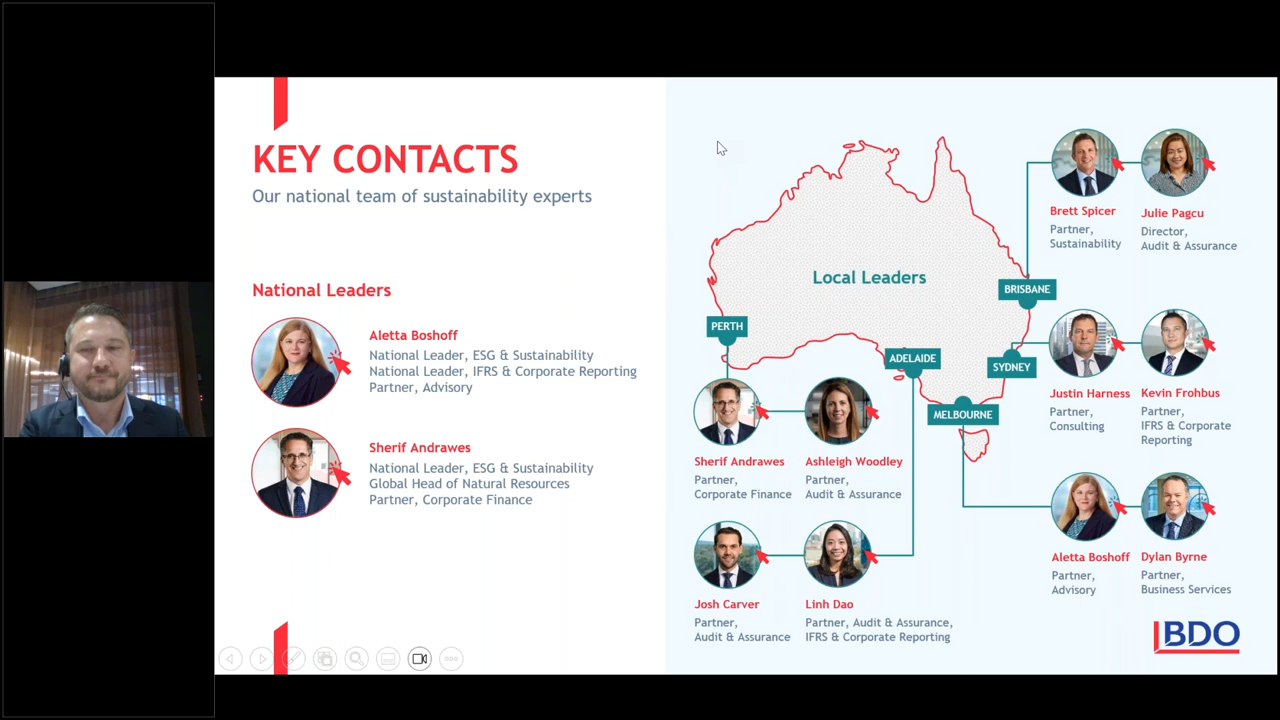 KEY CONTACTS
Our national team of sustainability experts
National Leaders
Aletta Boshoff
National Leader, ESG & Sustainability
National Leader, IFRS & Corporate Reporting
Partner, Advisory
Sherif Andrawes
National Leader, ESG & Sustainability
Global Head of Natural Resources
Partner, Corporate Finance
Local Leaders
PERTH
ADELAIDE
BRISBANE
SYDNEY
MELBOURNE
Brett Spicer
Partner,
Sustainability
Julie Pagcu
Director,
Audit & Assurance
Justin Harness
Partner,
Consulting
Kevin Frohbus
Partner,
IFRS & Corporate
Reporting
Sherif Andrawes
Partner,
Corporate Finance
Ashleigh Woodley
Partner,
Audit & Assurance
Josh Carver
Partner,
Audit & Assurance
Linh Dao
Partner, Audit & Assurance,
IFRS & Corporate Reporting
Aletta Boshoff
Partner,
Advisory
Dylan Byrne
Partner,
Business Services
BDO